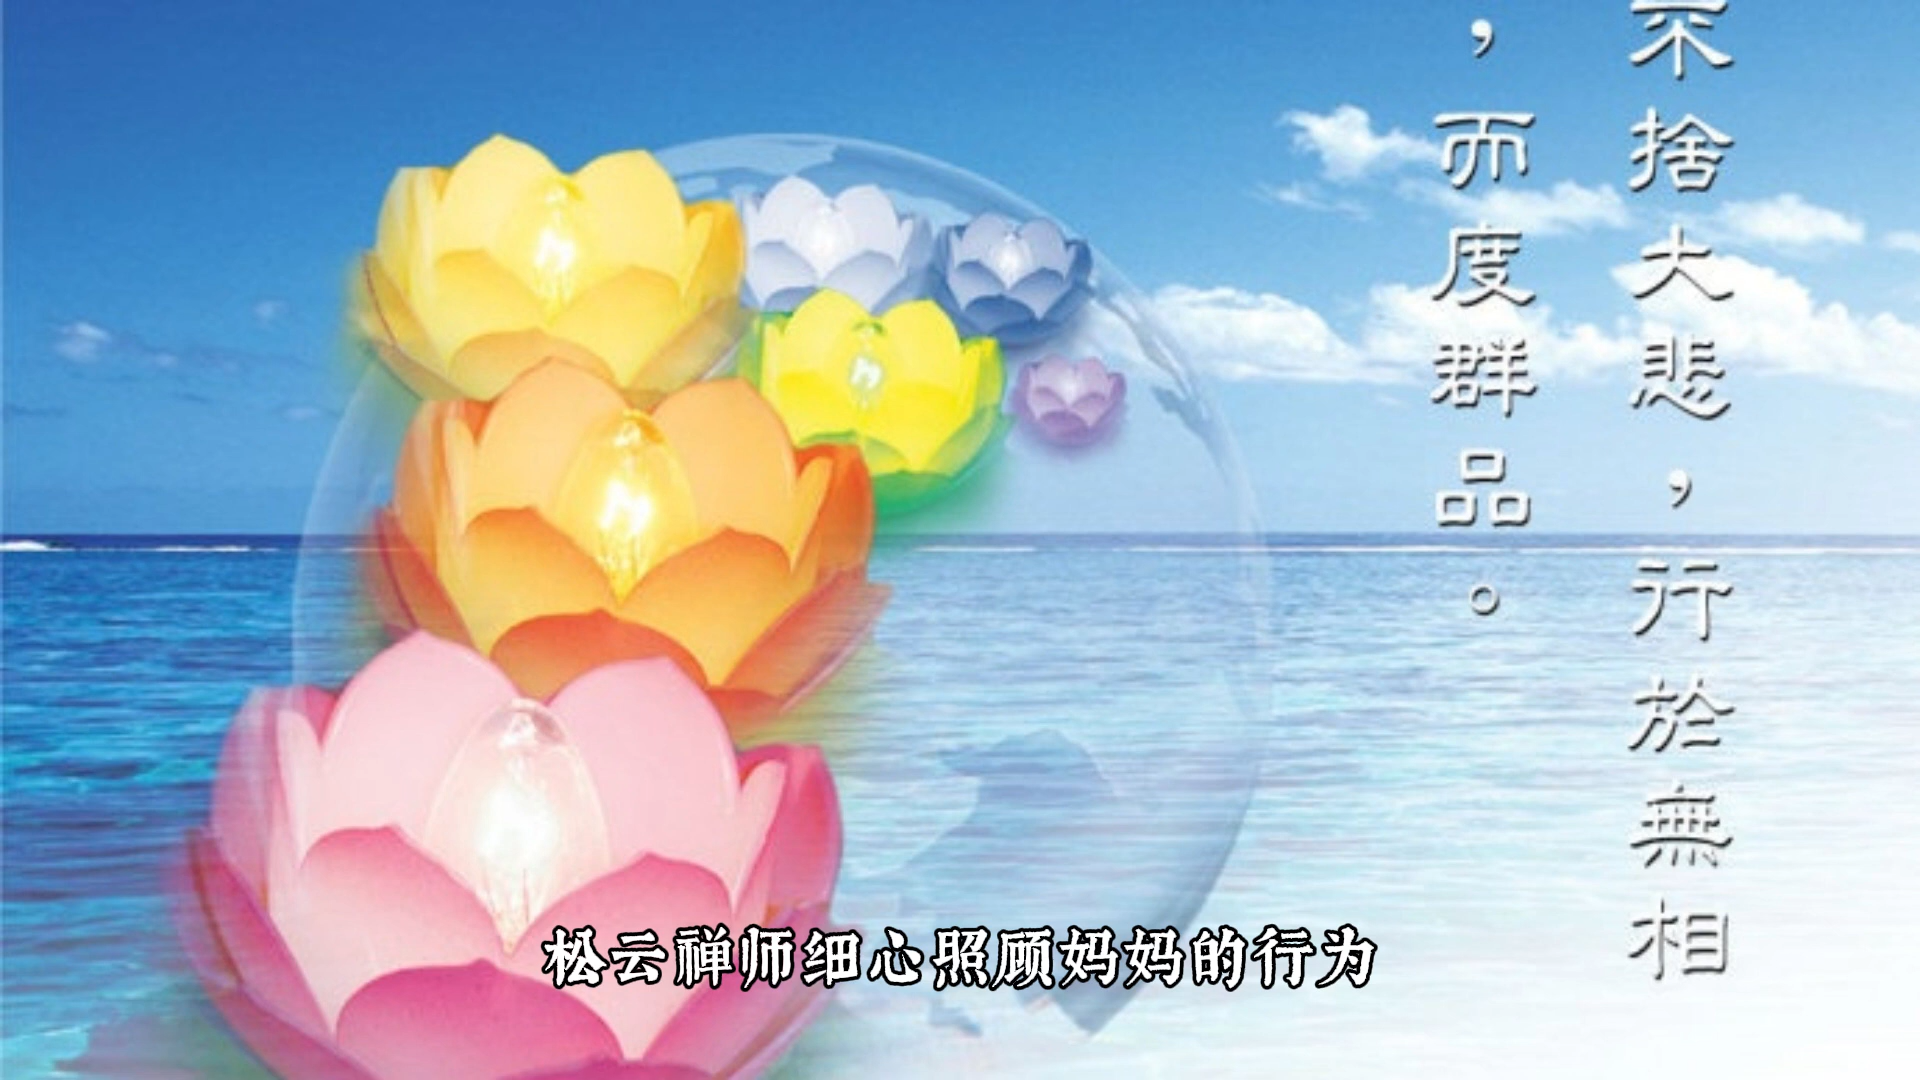 捨大悲，行於無相
，而度群品。
松云禅师细心照顾妈妈的行为